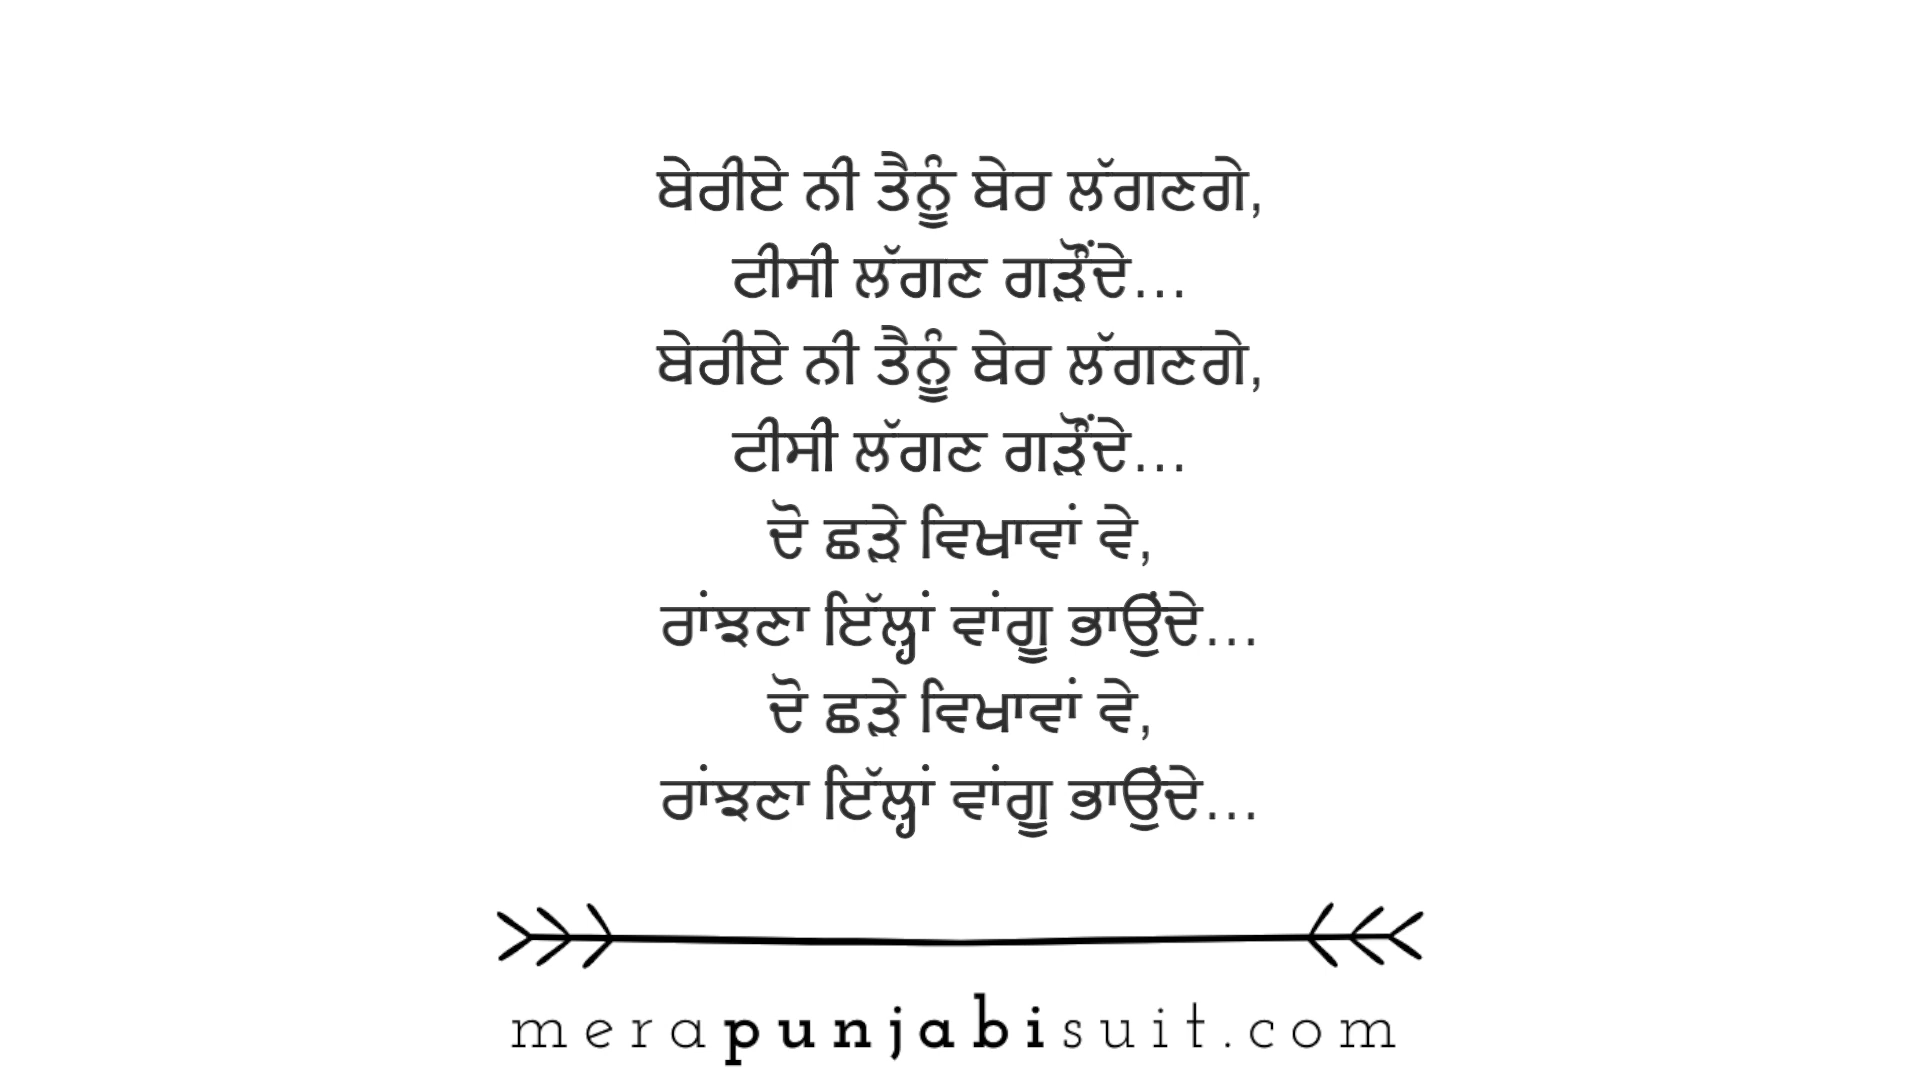 ਬੇਰੀਏ ਨੀ ਤੈਨੂੰ ਬੇਰ ਲੱਗਣਗੇ,
ਟੀਸੀ ਲੱਗਣ ਗੜੌਂਦੇ...
ਬੇਰੀਏ ਨੀ ਤੈਨੂੰ ਬੇਰ ਲੱਗਣਗੇ,
ਟੀਸੀ ਲੱਗਣ ਗੜੌਂਦੇ...
ਦੋ ਛੜੇ ਵਿਖਾਵਾਂ ਵੇ,
ਰਾਂਝਣਾ ਇੱਲ੍ਹਾਂ ਵਾਂਗੂ ਭਾਉਂਦੇ...
ਦੋ ਛੜੇ ਵਿਖਾਵਾਂ ਵੇ,
ਰਾਂਝਣਾ ਇੱਲ੍ਹਾਂ ਵਾਂਗੂ ਭਾਉਂਦੇ...
merapunjabisuit.com